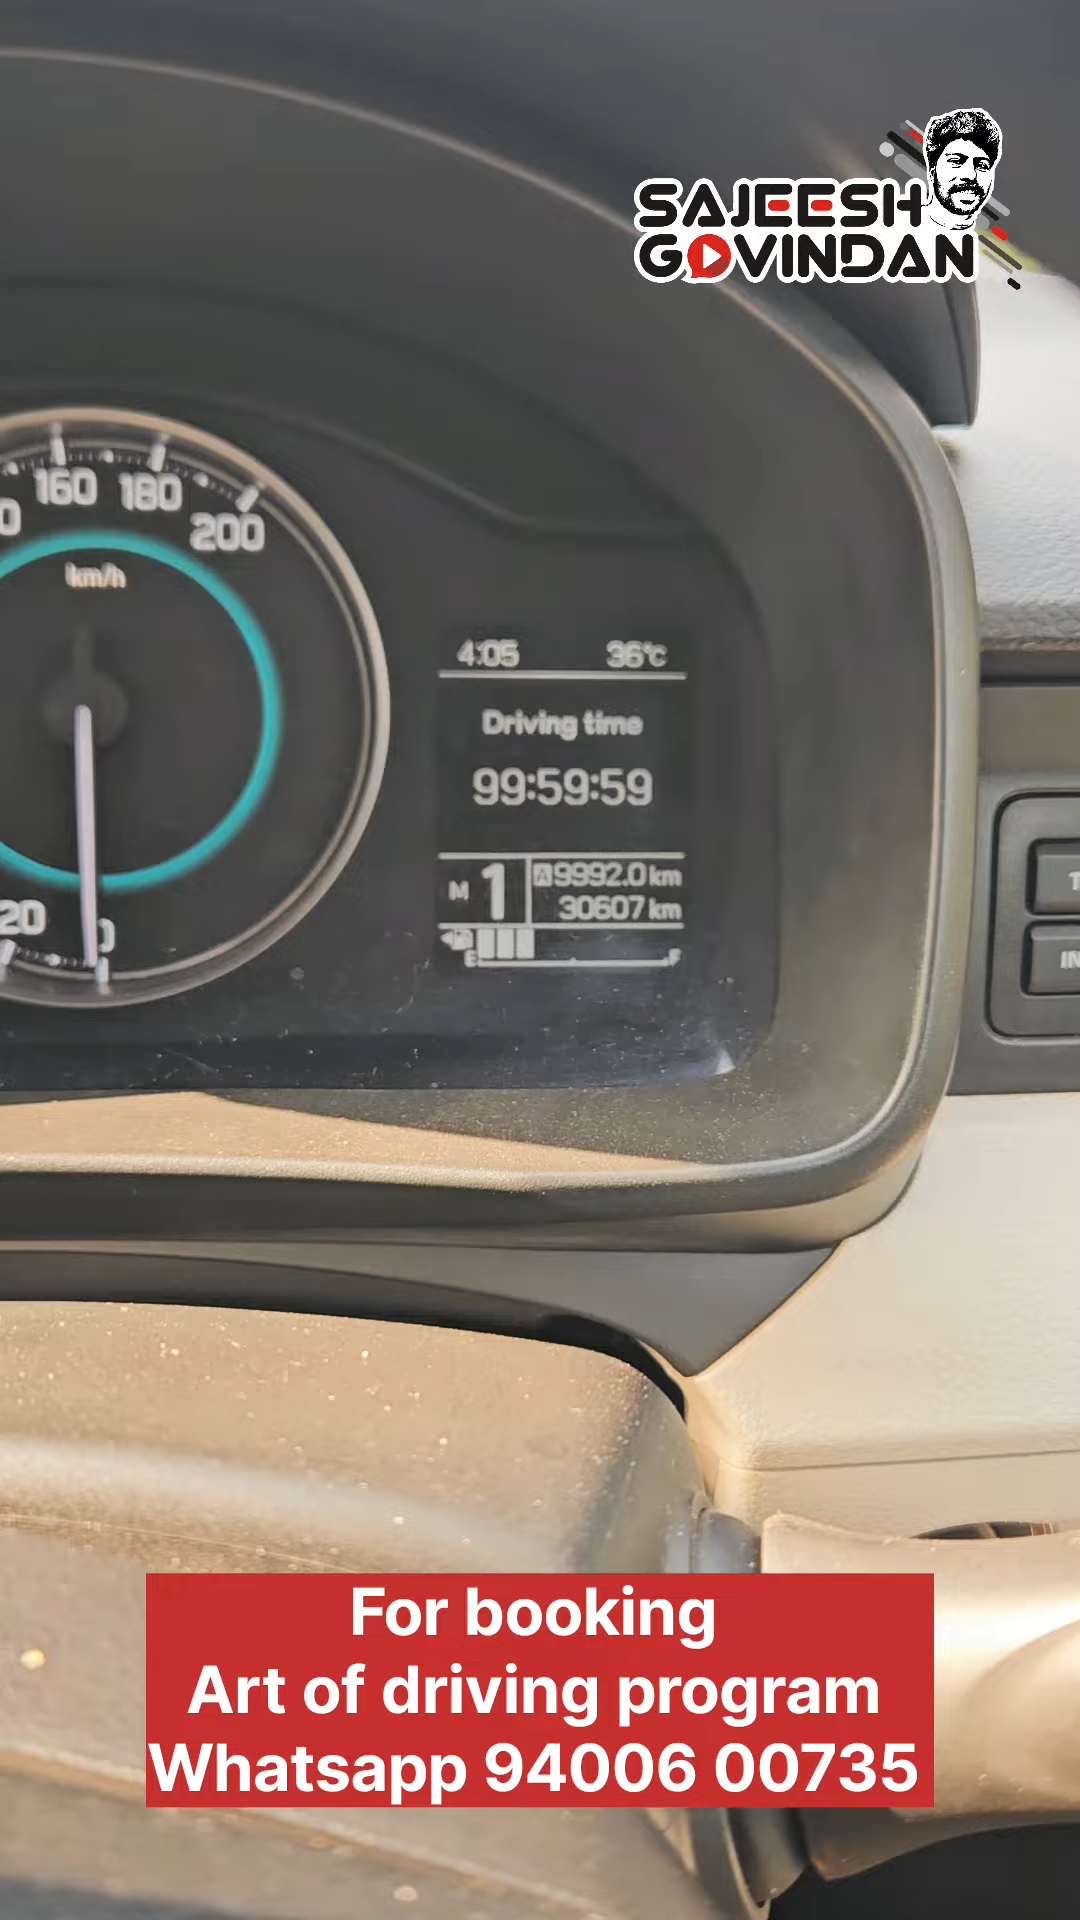 SAJEESH
GOVINDAN
160 180
200
km/h
4:05 36°C
Driving time
99:59:59
M 1 A 9992.0 km
30607 km
E F
20
For booking
Art of driving program
Whatsapp 94006 00735